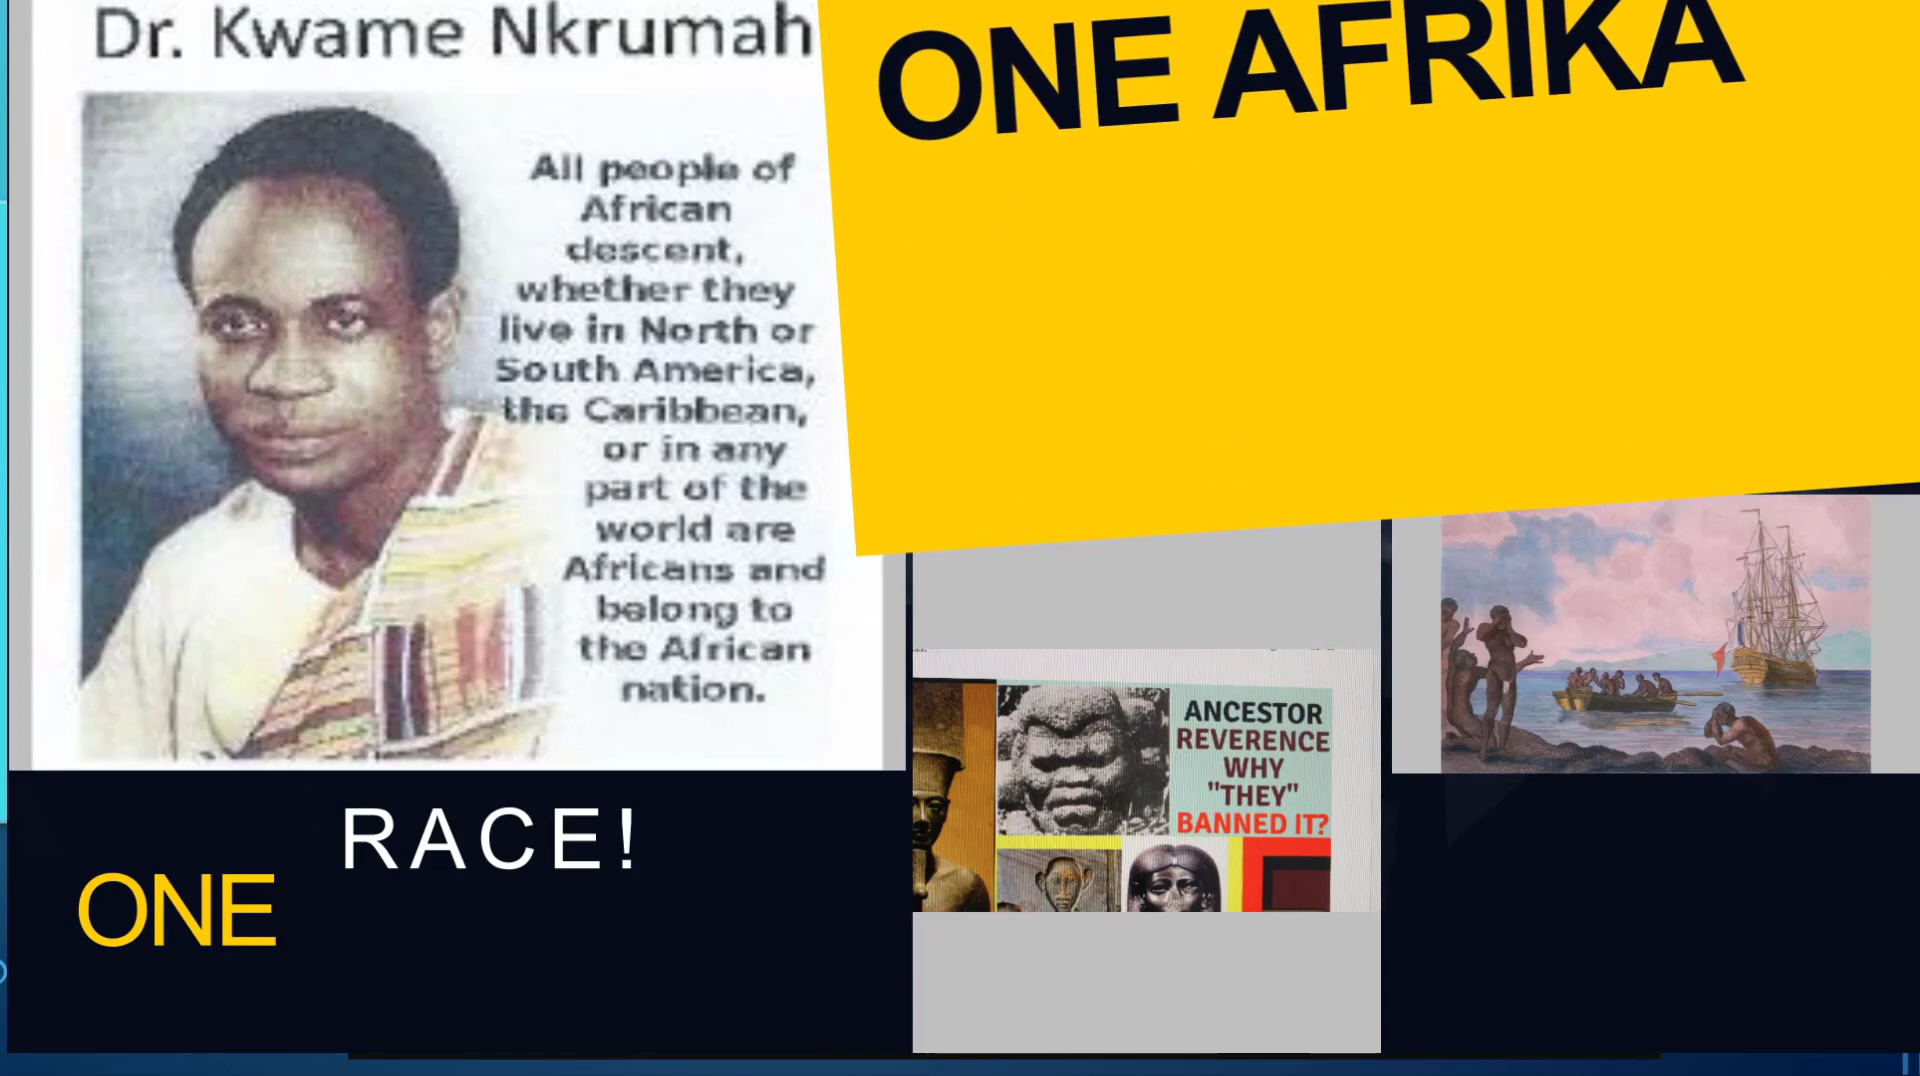 Dr. Kwame Nkrumah
All people of
African
descent,
whether they
live in North or
South America,
the Caribbean,
or in any
part of the
world are
Africans and
belong to
the African
nation.
ONE AFRIKA
ANCESTOR
REVERENCE
WHY
"THEY"
BANNED IT?
RACE!
ONE